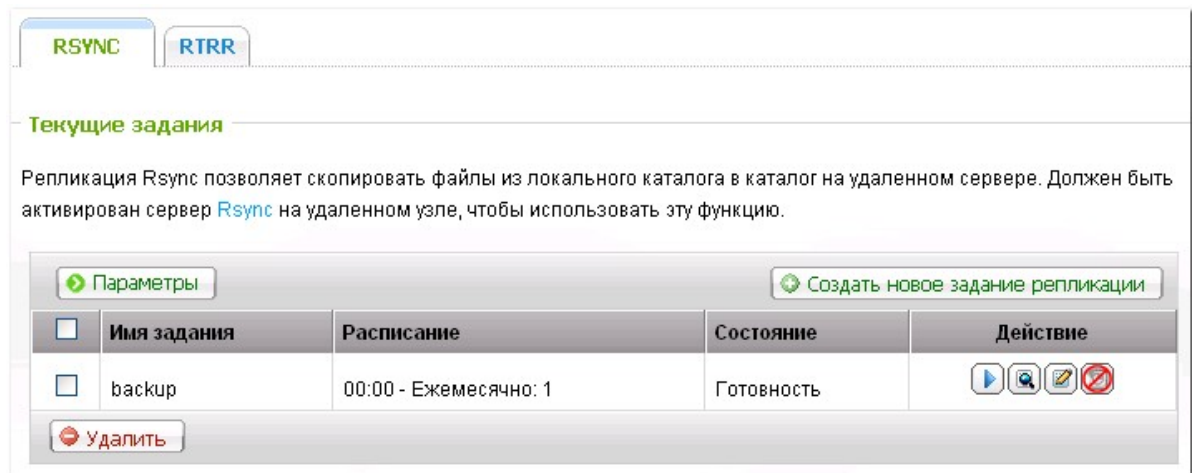 RSYNC RTRR
Текущие задания
Репликация Rsync позволяет скопировать файлы из локального каталога в каталог на удаленном сервере. Должен быть
активирован сервер Rsync на удаленном узле, чтобы использовать эту функцию.
Параметры Создать новое задание репликации
Имя задания Расписание Состояние Действие
backup 00:00 - Ежемесячно: 1 Готовность
Удалить